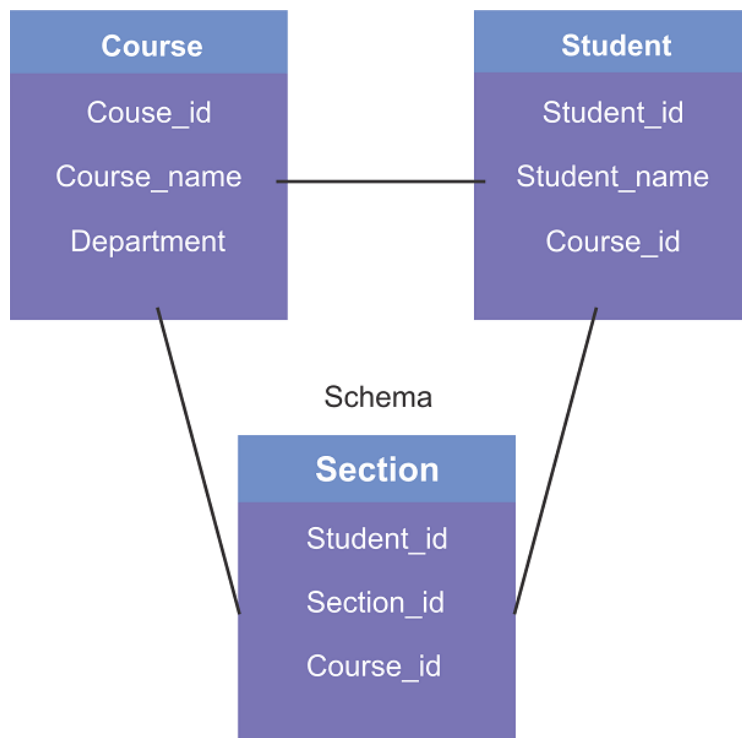 Course
Couse_id
Course_name
Department
Student
Student_id
Student_name
Course_id
Schema
Section
Student_id
Section_id
Course_id